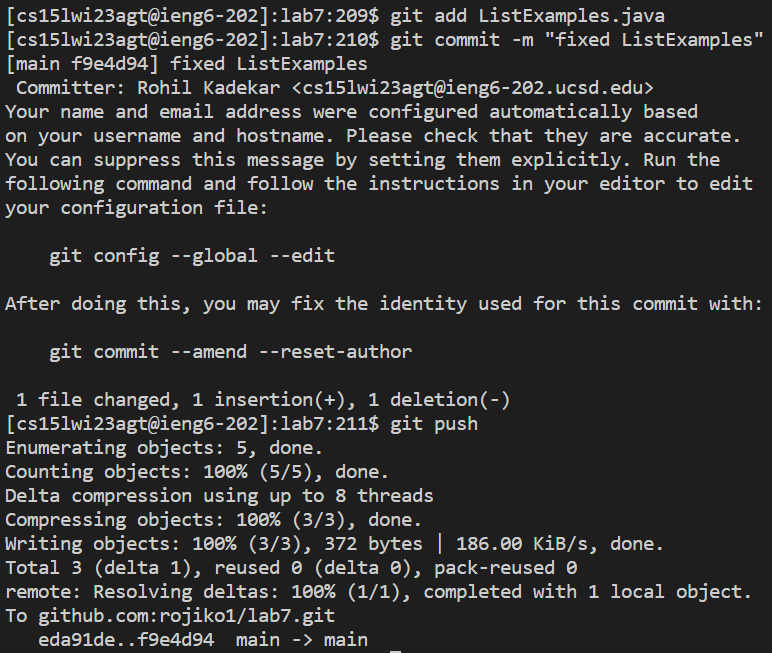 [cs15lwi23agt@ieng6-202]:lab7:209$ git add ListExamples.java
[cs15lwi23agt@ieng6-202]:lab7:210$ git commit -m "fixed ListExamples"
[main f9e4d94] fixed ListExamples
 Committer: Rohil Kadekar <cs15lwi23agt@ieng6-202.ucsd.edu>
Your name and email address were configured automatically based
on your username and hostname. Please check that they are accurate.
You can suppress this message by setting them explicitly. Run the
following command and follow the instructions in your editor to edit
your configuration file:

    git config --global --edit

After doing this, you may fix the identity used for this commit with:

    git commit --amend --reset-author

 1 file changed, 1 insertion(+), 1 deletion(-)
[cs15lwi23agt@ieng6-202]:lab7:211$ git push
Enumerating objects: 5, done.
Counting objects: 100% (5/5), done.
Delta compression using up to 8 threads
Compressing objects: 100% (3/3), done.
Writing objects: 100% (3/3), 372 bytes | 186.00 KiB/s, done.
Total 3 (delta 1), reused 0 (delta 0), pack-reused 0
remote: Resolving deltas: 100% (1/1), completed with 1 local object.
To github.com:rojiko1/lab7.git
   eda91de..f9e4d94  main -> main